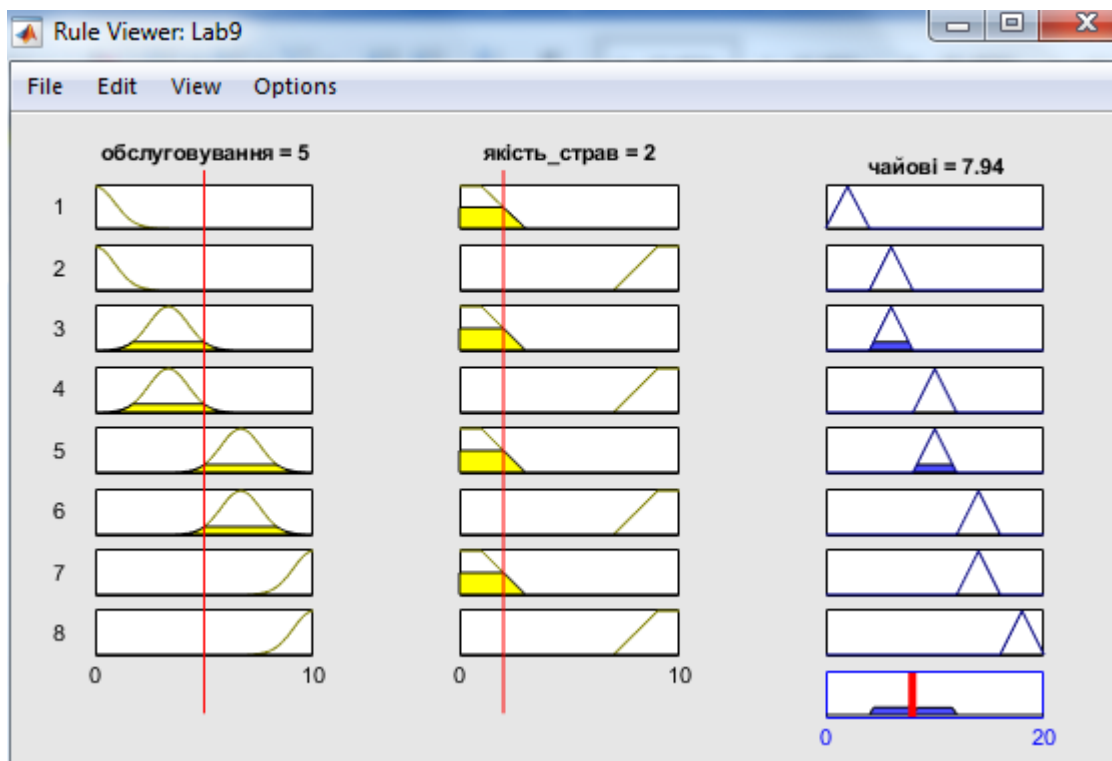 Rule Viewer: Lab9
File Edit View Options
обслуговування = 5 якість_страв = 2 чайові = 7.94
1
2
3
4
5
6
7
8
0 10 0 10
0 20